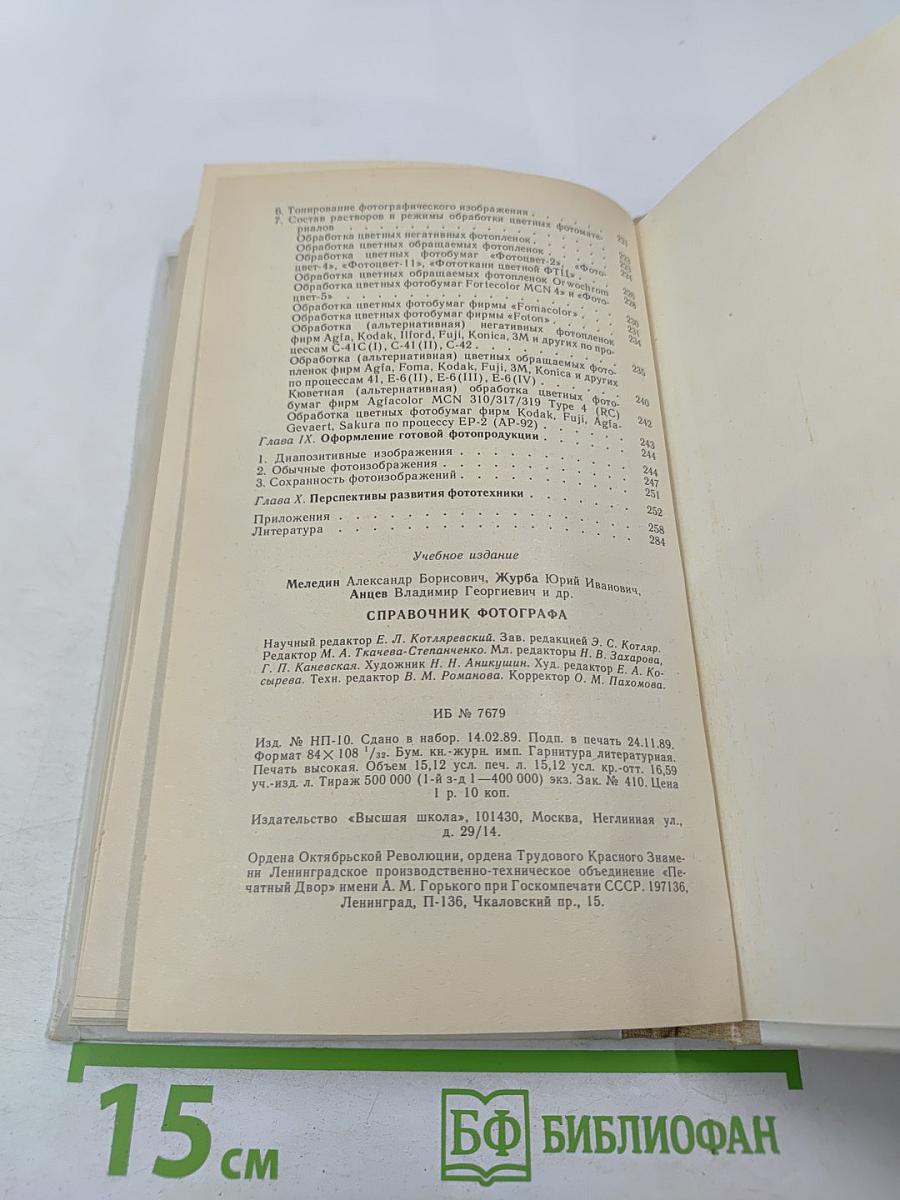 6. Тонирование фотографического изображения . . . . . .
7. Состав растворов и режимы обработки цветных фотомате-
риалов . . . . . . . . . . . . . 221
Обработка цветных негативных фотопленок . . . . . . 223
Обработка цветных обращаемых фотопленок . . . . . 223
Обработка цветных фотобумаг «Фотоцвет-2», «Фото-
цвет-4», «Фотоцвет-11», «Фототкани цветной ФТЦ» . . . 224
Обработка цветных обращаемых фотопленок Orwochrom 226
Обработка цветных фотобумаг Fortecolor MCN 4» и «Фото-
цвет-5» . . . . . . . . . . . . . 228
Обработка цветных фотобумаг фирмы «Fomacolor» . . . 230
Обработка цветных фотобумаг фирмы «Foton» . . . . 231
Обработка (альтернативная) негативных фотопленок
фирм Agfa, Kodak, Ilford, Fuji, Konica, 3M и других по про-
цессам C-41C (I), C-41 (II), C-42 . . . . . . . . 234
Обработка (альтернативная) цветных обращаемых фото-
пленок фирм Agfa, Foma, Kodak, Fuji, 3M, Konica и других
по процессам 41, E-6 (II), E-6 (III), E-6 (IV) . . . . . 235
Кюветная (альтернативная) обработка цветных фото-
бумаг фирм Agfacolor MCN 310/317/319 Type 4 (RC) 240
Обработка цветных фотобумаг фирм Kodak, Fuji, Agfa-
Gevaert, Sakura по процессу EP-2 (AP-92) . . . . . 242
Глава IX. Оформление готовой фотопродукции . . . . . . 243
1. Диапозитивные изображения . . . . . . . . . 244
2. Обычные фотоизображения . . . . . . . . . 244
3. Сохранность фотоизображений . . . . . . . . 247
Глава X. Перспективы развития фототехники . . . . . . 251
Приложения . . . . . . . . . . . . . 252
Литература . . . . . . . . . . . . . 258
284
Учебное издание
Меледин Александр Борисович, Журба Юрий Иванович,
Анцев Владимир Георгиевич и др.
СПРАВОЧНИК ФОТОГРАФА
Научный редактор Е. Л. Котляревский. Зав. редакцией Э. С. Котляр.
Редактор М. А. Ткачева-Степанченко. Мл. редакторы Н. В. Захарова,
Г. П. Каневская. Художник Н. Н. Аникушин. Худ. редактор Е. А. Ко-
сырева. Техн. редактор В. М. Романова. Корректор О. М. Пахомова.
ИБ № 7679
Изд. № НП-10. Сдано в набор. 14.02.89. Подп. в печать 24.11.89.
Формат 84×108 1/32. Бум. кн.-журн. имп. Гарнитура литературная.
Печать высокая. Объем 15,12 усл. печ. л. 15,12 усл. кр.-отт. 16,59
уч.-изд. л. Тираж 500 000 (1-й з-д 1—400 000) экз. Зак. № 410. Цена
1 р. 10 коп.
Издательство «Высшая школа», 101430, Москва, Неглинная ул.,
д. 29/14.
Ордена Октябрьской Революции, ордена Трудового Красного Знаме-
ни Ленинградское производственно-техническое объединение «Пе-
чатный Двор» имени А. М. Горького при Госкомпечати СССР. 197136,
Ленинград, П-136, Чкаловский пр., 15.
15 см
БФ БИБЛИОФАН